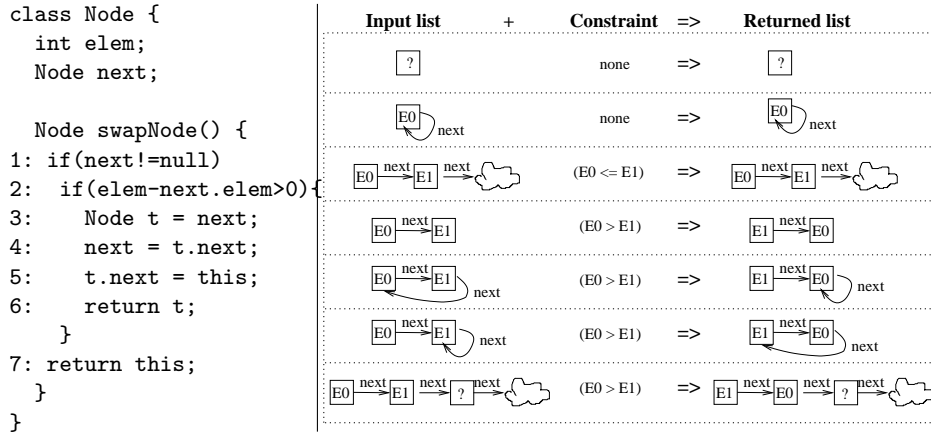 class Node {
int elem;
Node next;
Node swapNode() {
1: if(next!=null)
2: if(elem-next.elem>0){
3: Node t = next;
4: next = t.next;
5: t.next = this;
6: return t;
}
7: return this;
}
}
Input list + Constraint => Returned list
? none => ?
E0 next none => E0 next
E0 next E1 next (E0 <= E1) => E0 next E1 next
E0 next E1 (E0 > E1) => E1 next E0
E0 next E1 next (E0 > E1) => E1 next E0 next
E0 next E1 next (E0 > E1) => E1 next E0 next
E0 next E1 next ? next (E0 > E1) => E1 next E0 next ? next